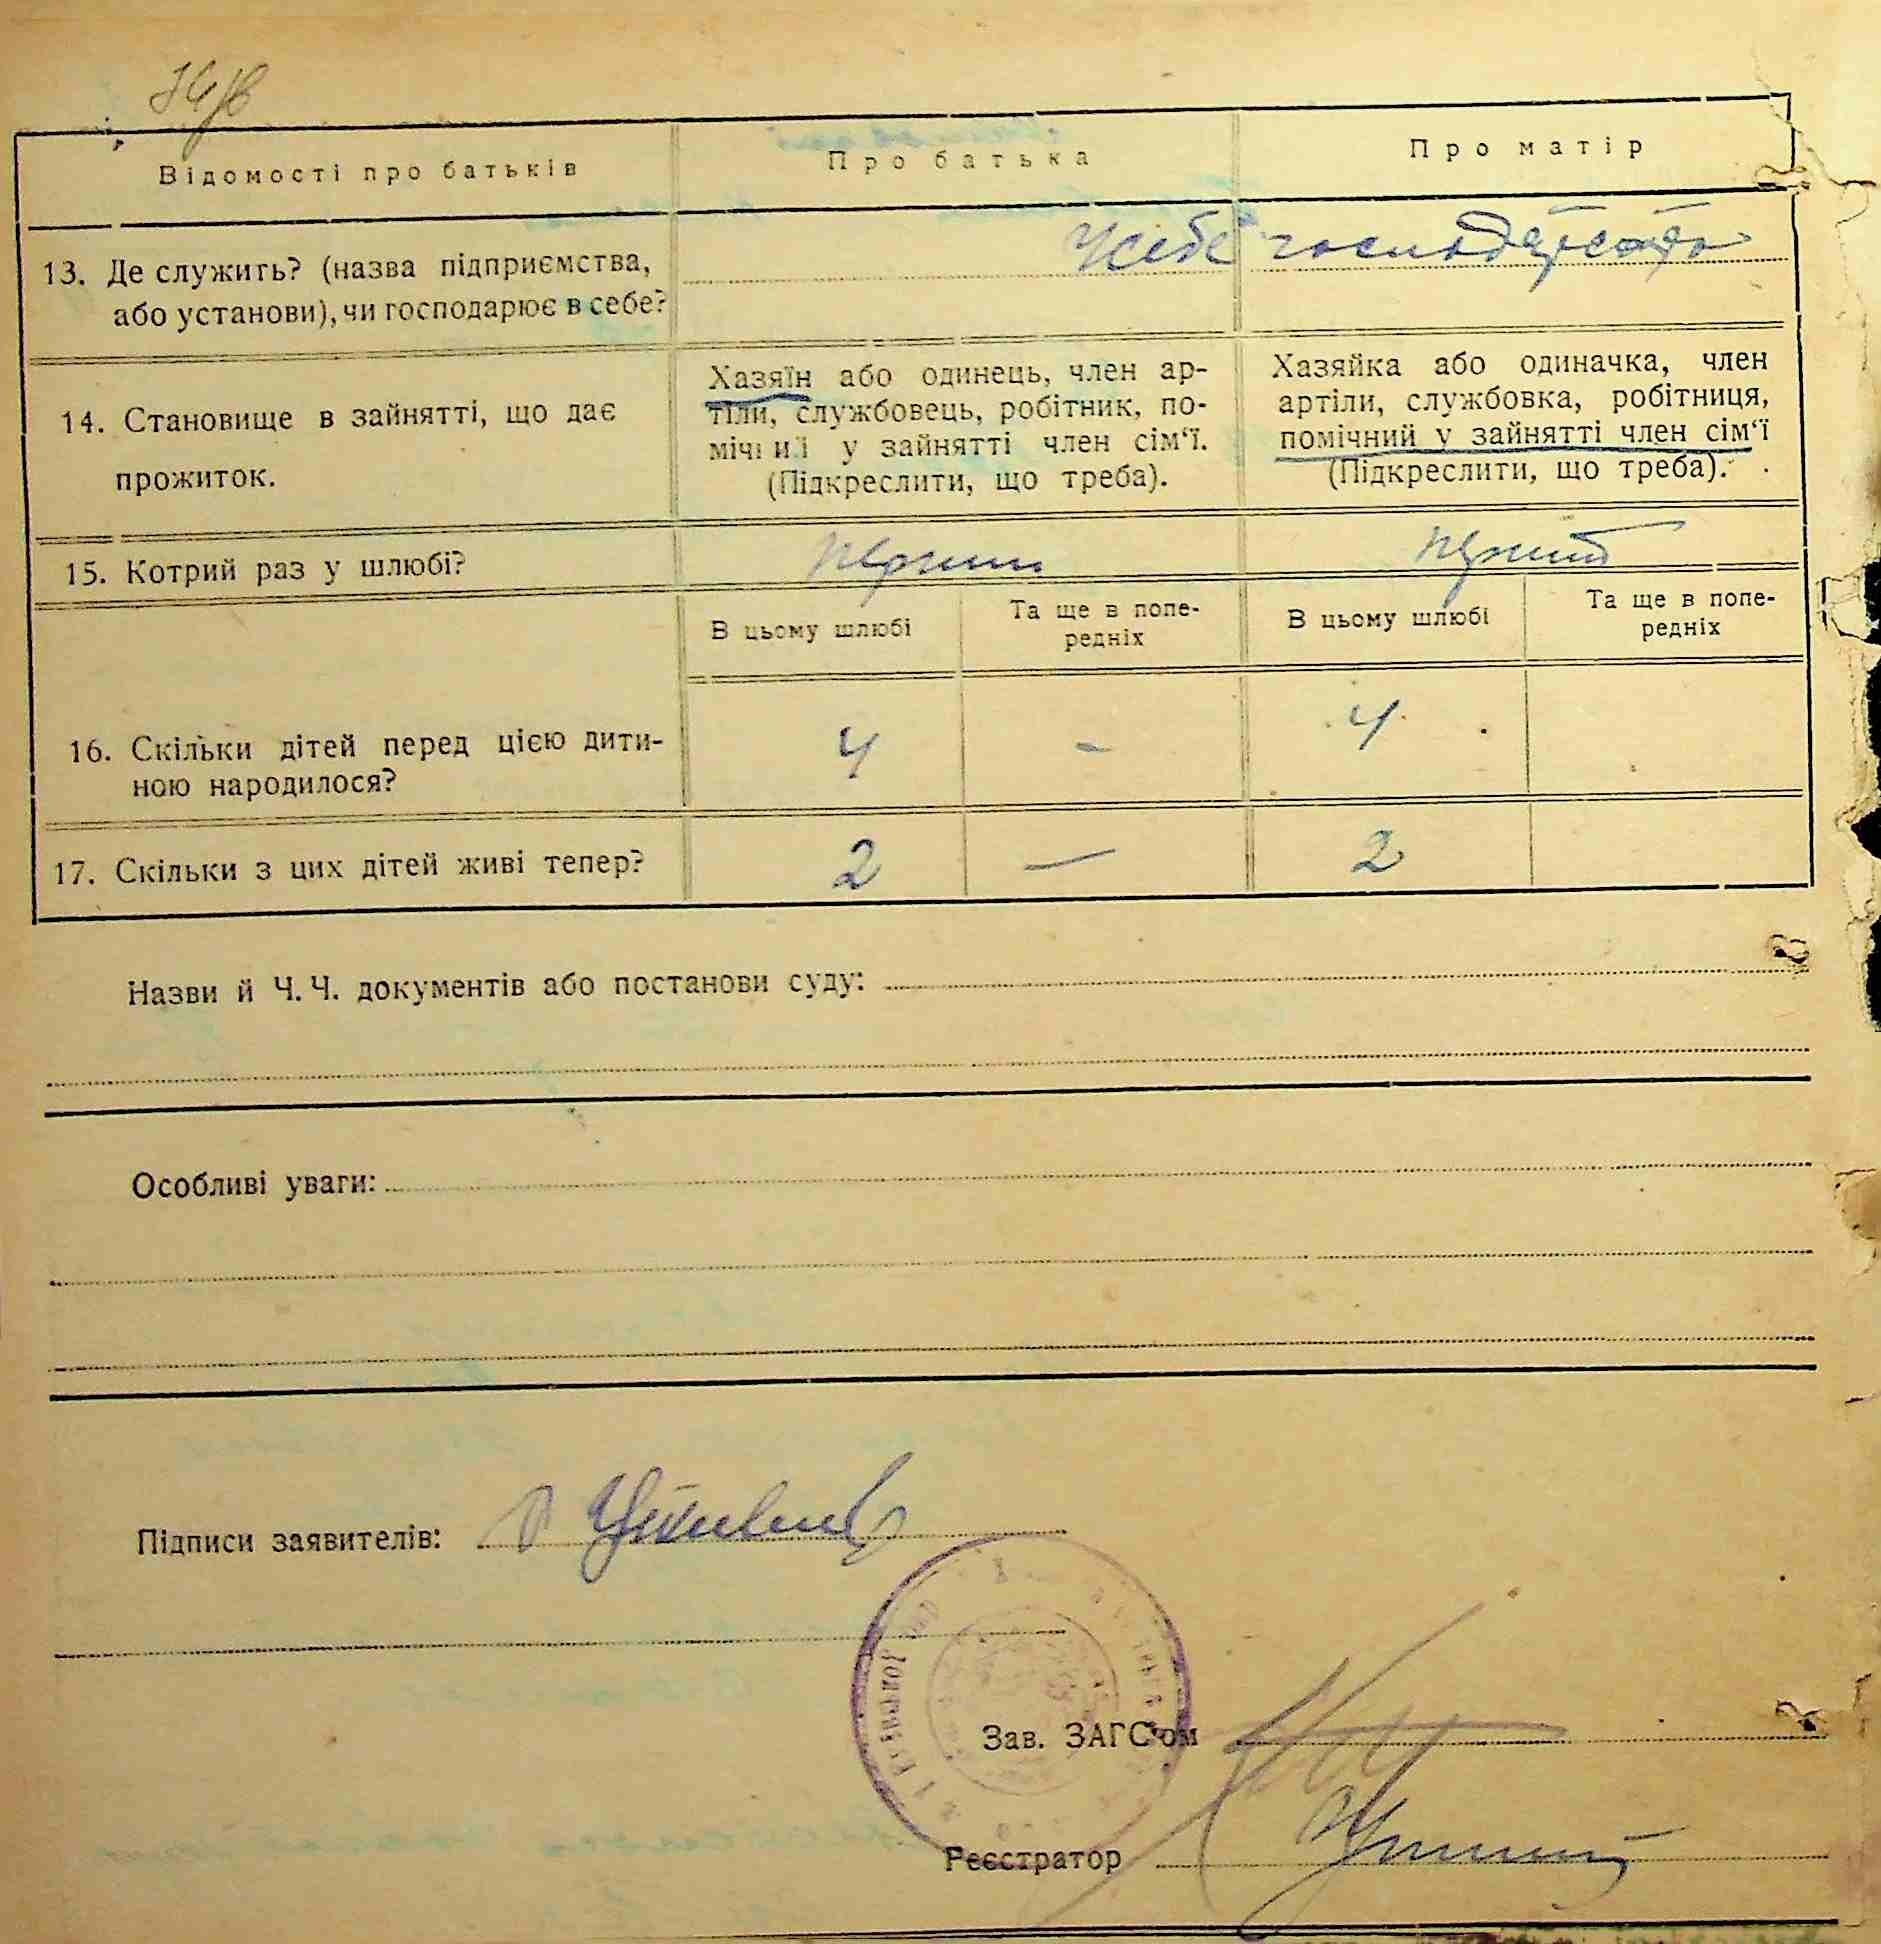 Відомості про батьків
Про батька
Про матір
13. Де служить? (назва підприємства,
або установи), чи господарює в себе?
У себе господарство
14. Становище в зайнятті, що дає
прожиток.
Хазяїн або одинець, член ар-
тіли, службовець, робітник, по-
мічний у зайнятті член сім‘ї.
(Підкреслити, що треба).
Хазяйка або одиначка, член
артіли, службовка, робітниця,
помічний у зайнятті член сім‘ї
(Підкреслити, що треба).
15. Котрий раз у шлюбі?
перший
перший
В цьому шлюбі
Та ще в попе-
редніх
В цьому шлюбі
Та ще в попе-
редніх
16. Скільки дітей перед цією дити-
ною народилося?
4
-
4
17. Скільки з цих дітей живі тепер?
2
—
2
Назви й Ч. Ч. документів або постанови суду:
Особливі уваги:
Підписи заявителів:
Зав. ЗАГС'ом
Реєстратор